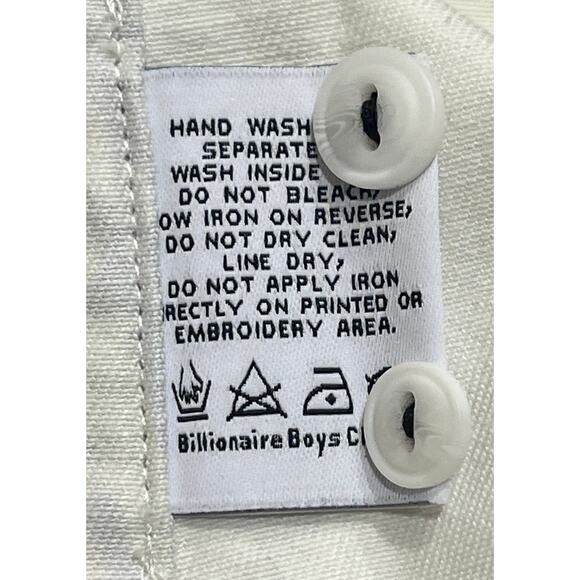 HAND WASH
SEPARATE
WASH INSIDE
DO NOT BLEACH,
OW IRON ON REVERSE,
DO NOT DRY CLEAN,
LINE DRY,
DO NOT APPLY IRON
RECTLY ON PRINTED OR
EMBROIDERY AREA.
Billionaire Boys Cl